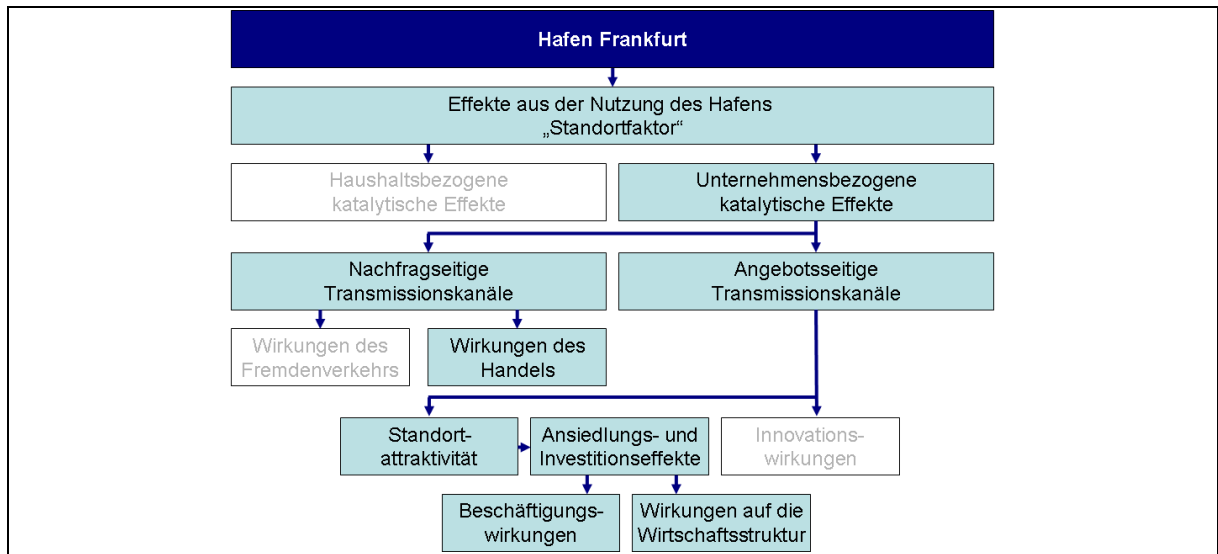 Hafen Frankfurt
Effekte aus der Nutzung des Hafens
„Standortfaktor“
Haushaltsbezogene
katalytische Effekte
Unternehmensbezogene
katalytische Effekte
Nachfragseitige
Transmissionskanäle
Angebotsseitige
Transmissionskanäle
Wirkungen des
Fremdenverkehrs
Wirkungen des
Handels
Standort-
attraktivität
Ansiedlungs- und
Investitionseffekte
Innovations-
wirkungen
Beschäftigungs-
wirkungen
Wirkungen auf die
Wirtschaftsstruktur